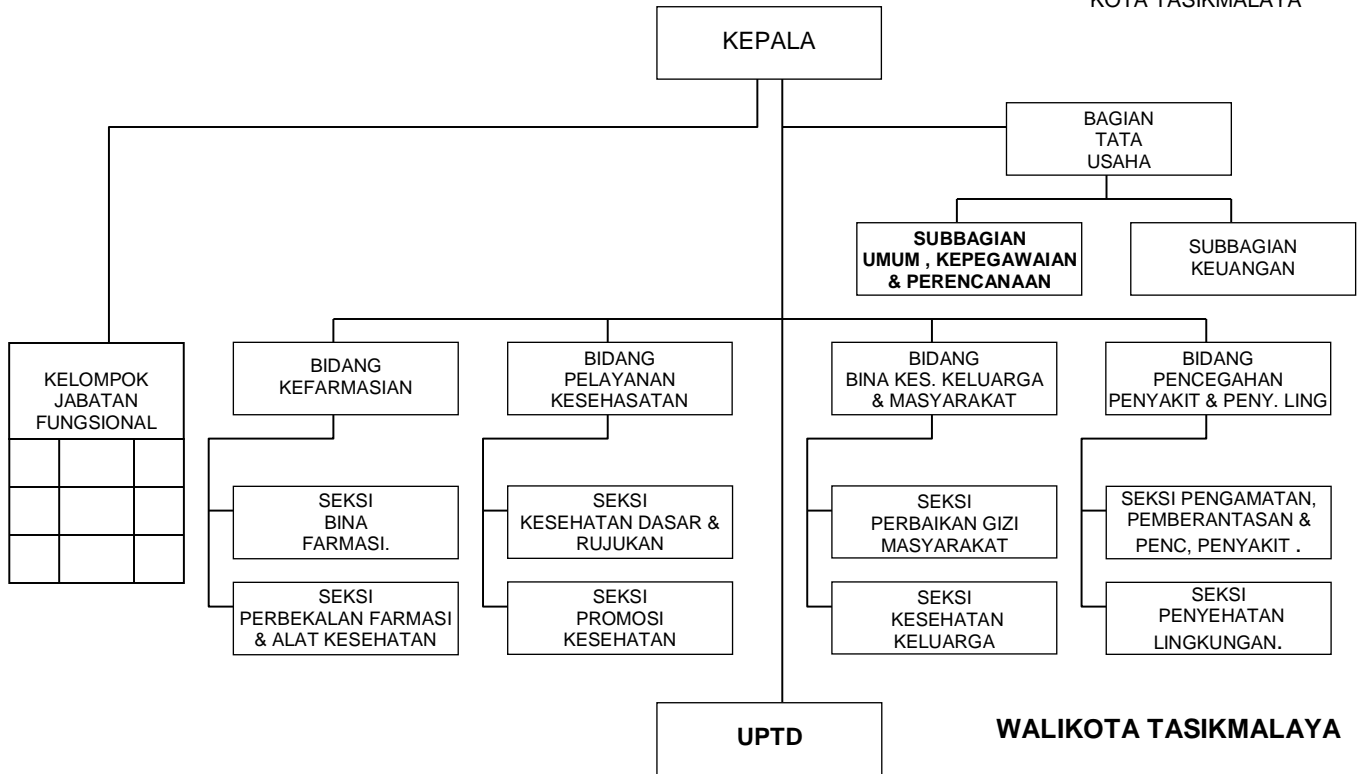 KOTA TASIKMALAYA
KEPALA
BAGIAN
TATA
USAHA
SUBBAGIAN
UMUM , KEPEGAWAIAN
& PERENCANAAN
SUBBAGIAN
KEUANGAN
KELOMPOK
JABATAN
FUNGSIONAL
BIDANG
KEFARMASIAN
BIDANG
PELAYANAN
KESEHASATAN
BIDANG
BINA KES. KELUARGA
& MASYARAKAT
BIDANG
PENCEGAHAN
PENYAKIT & PENY. LING
SEKSI
BINA
FARMASI.
SEKSI
KESEHATAN DASAR &
RUJUKAN
SEKSI
PERBAIKAN GIZI
MASYARAKAT
SEKSI PENGAMATAN,
PEMBERANTASAN &
PENC, PENYAKIT .
SEKSI
PERBEKALAN FARMASI
& ALAT KESEHATAN
SEKSI
PROMOSI
KESEHATAN
SEKSI
KESEHATAN
KELUARGA
SEKSI
PENYEHATAN
LINGKUNGAN.
UPTD
WALIKOTA TASIKMALAYA